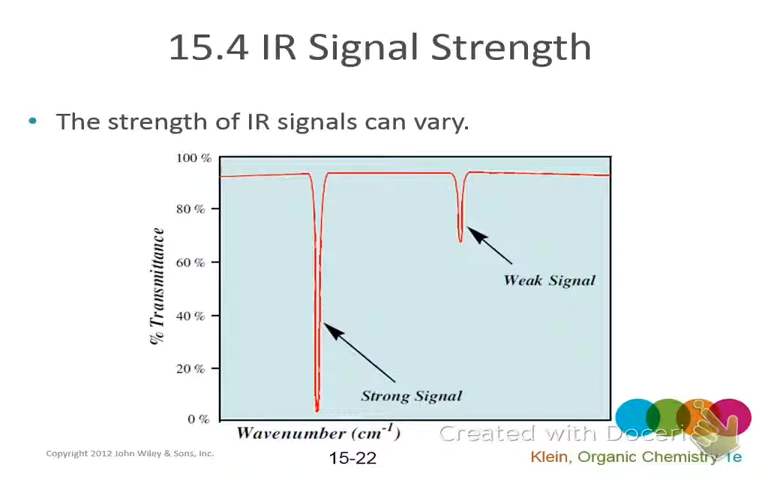 15.4 IR Signal Strength
• The strength of IR signals can vary.
100 %
80 %
60 %
40 %
20 %
0 %
% Transmittance
Weak Signal
Strong Signal
Wavenumber (cm-1)
Created with Doceri
Copyright 2012 John Wiley & Sons, Inc.
15-22
Klein, Organic Chemistry 1e